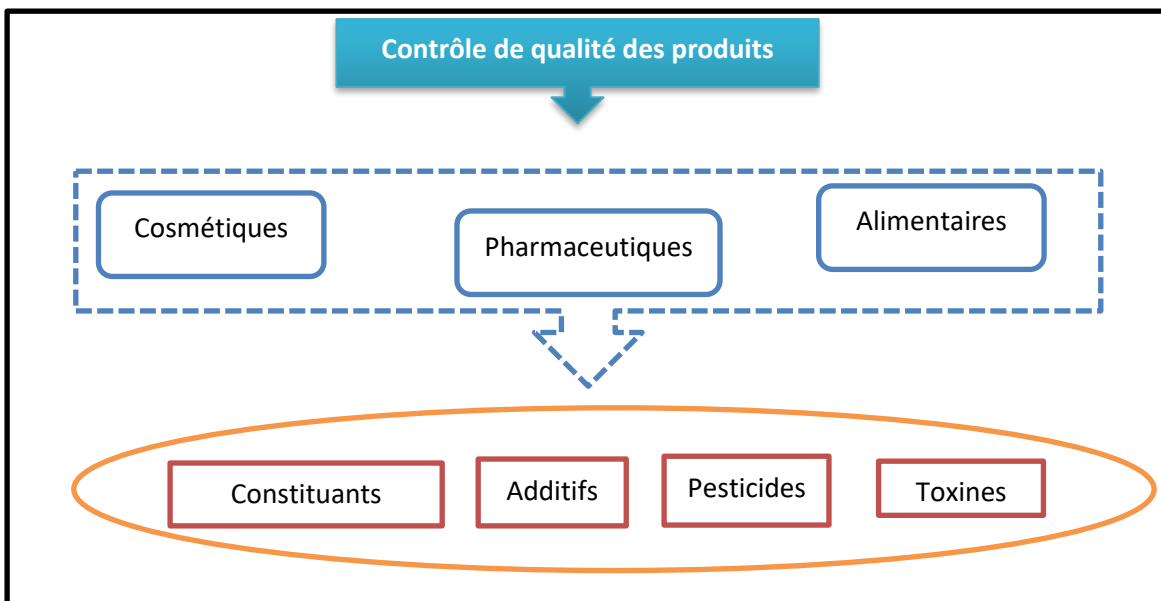 Contrôle de qualité des produits
Cosmétiques
Pharmaceutiques
Alimentaires
Constituants
Additifs
Pesticides
Toxines